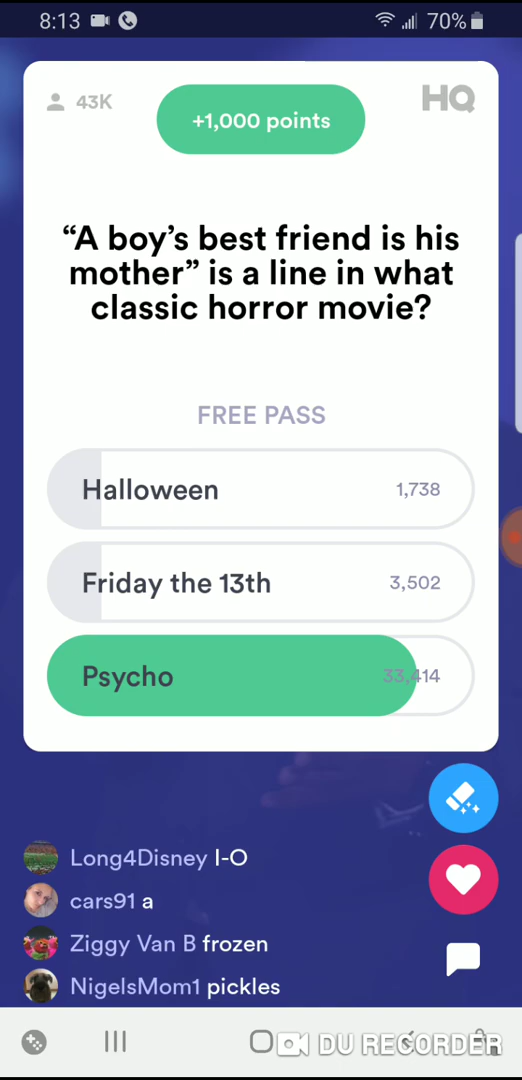 8:13 70%
43K
+1,000 points
HQ
“A boy’s best friend is his
mother” is a line in what
classic horror movie?
FREE PASS
Halloween 1,738
Friday the 13th 3,502
Psycho 33,414
Long4Disney I-O
cars91 a
Ziggy Van B frozen
NigelsMom1 pickles
DU RECORDER